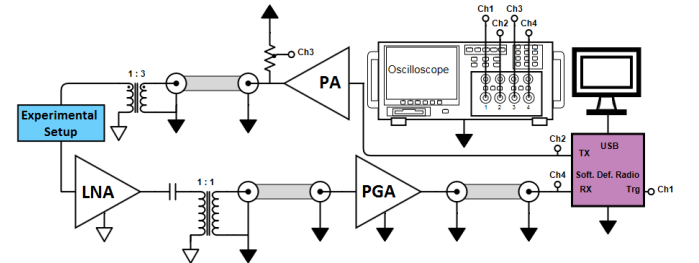 Ch1
Ch3
Ch2
Ch4
1 : 3
Ch3
PA
Oscilloscope
1
2
3
4
Experimental
Setup
USB
Ch2
TX
1 : 1
LNA
PGA
Ch4
Soft. Def. Radio
RX
Trg
Ch1